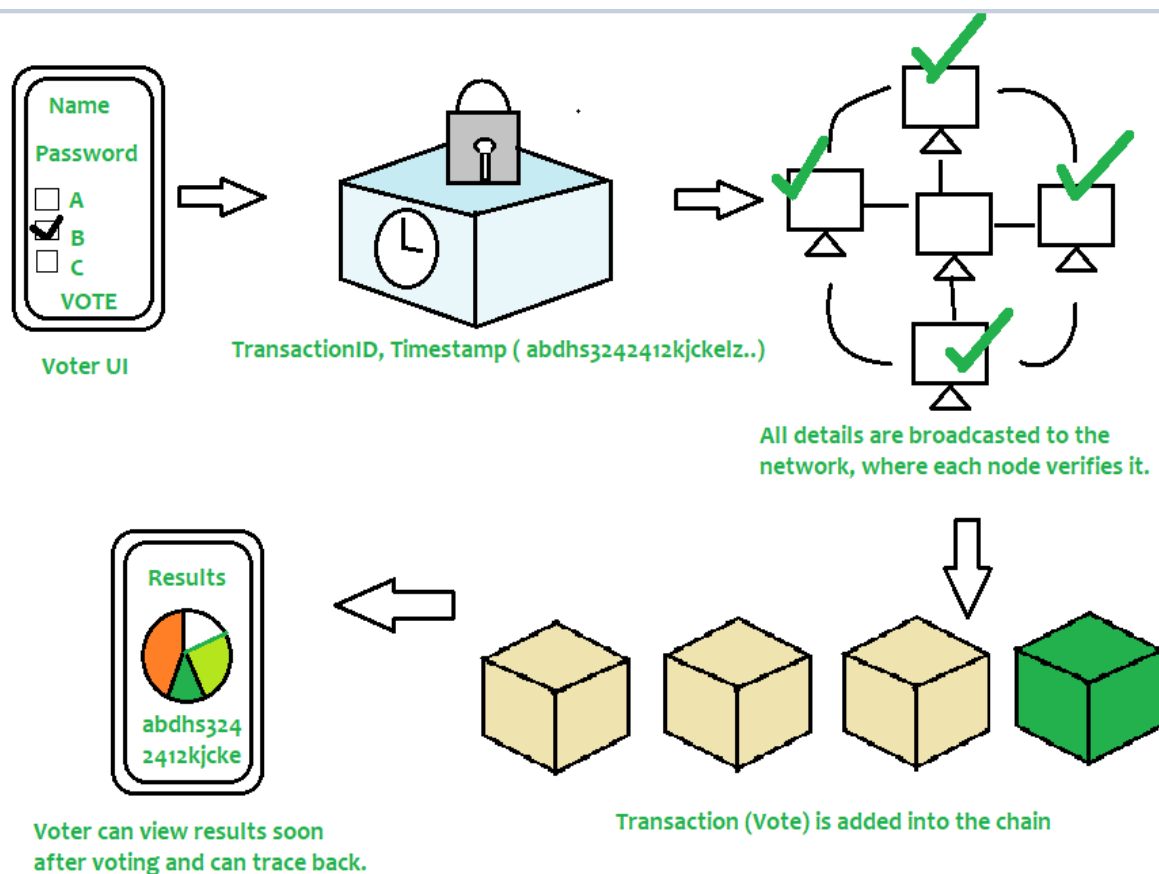 Name
Password
A
B
C
VOTE
Voter UI
TransactionID, Timestamp ( abdhs3242412kjckelz..)
All details are broadcasted to the
network, where each node verifies it.
Results
abdhs324
2412kjcke
Voter can view results soon
after voting and can trace back.
Transaction (Vote) is added into the chain